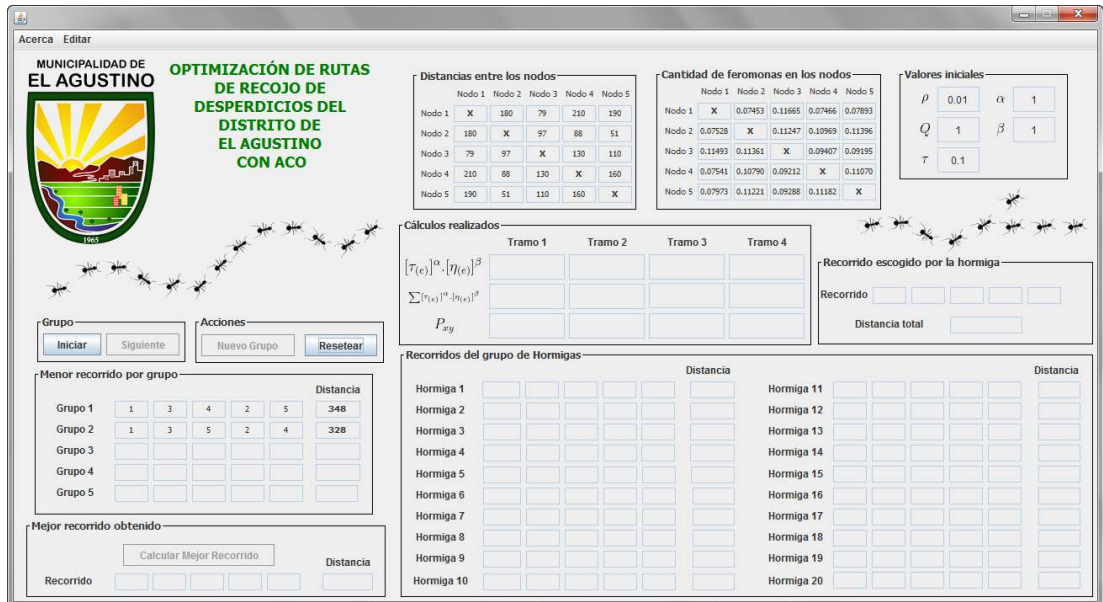 Acerca Editar
MUNICIPALIDAD DE
EL AGUSTINO
1965
OPTIMIZACIÓN DE RUTAS
DE RECOJO DE
DESPERDICIOS DEL
DISTRITO DE
EL AGUSTINO
CON ACO
Distancias entre los nodos
Nodo 1 Nodo 2 Nodo 3 Nodo 4 Nodo 5
Nodo 1 X 180 79 210 190
Nodo 2 180 X 97 88 51
Nodo 3 79 97 X 130 110
Nodo 4 210 88 130 X 160
Nodo 5 190 51 110 160 X
Cantidad de feromonas en los nodos
Nodo 1 Nodo 2 Nodo 3 Nodo 4 Nodo 5
Nodo 1 X 0.07453 0.11665 0.07466 0.07893
Nodo 2 0.07528 X 0.11247 0.10969 0.11396
Nodo 3 0.11493 0.11361 X 0.09407 0.09195
Nodo 4 0.07541 0.10790 0.09212 X 0.11070
Nodo 5 0.07973 0.11221 0.09288 0.11182 X
Valores iniciales
ρ 0.01 α 1
Q 1 β 1
τ 0.1
Cálculos realizados
Tramo 1 Tramo 2 Tramo 3 Tramo 4
[τ(e)]^α.[η(e)]^β
∑[τ(e)]^α.[η(e)]^β
P_xy
Recorrido escogido por la hormiga
Recorrido
Distancia total
Grupo
Iniciar Siguiente
Acciones
Nuevo Grupo Resetear
Menor recorrido por grupo
Distancia
Grupo 1 1 3 4 2 5 348
Grupo 2 1 3 5 2 4 328
Grupo 3
Grupo 4
Grupo 5
Mejor recorrido obtenido
Calcular Mejor Recorrido
Distancia
Recorrido
Recorridos del grupo de Hormigas
Distancia Distancia
Hormiga 1 Hormiga 11
Hormiga 2 Hormiga 12
Hormiga 3 Hormiga 13
Hormiga 4 Hormiga 14
Hormiga 5 Hormiga 15
Hormiga 6 Hormiga 16
Hormiga 7 Hormiga 17
Hormiga 8 Hormiga 18
Hormiga 9 Hormiga 19
Hormiga 10 Hormiga 20